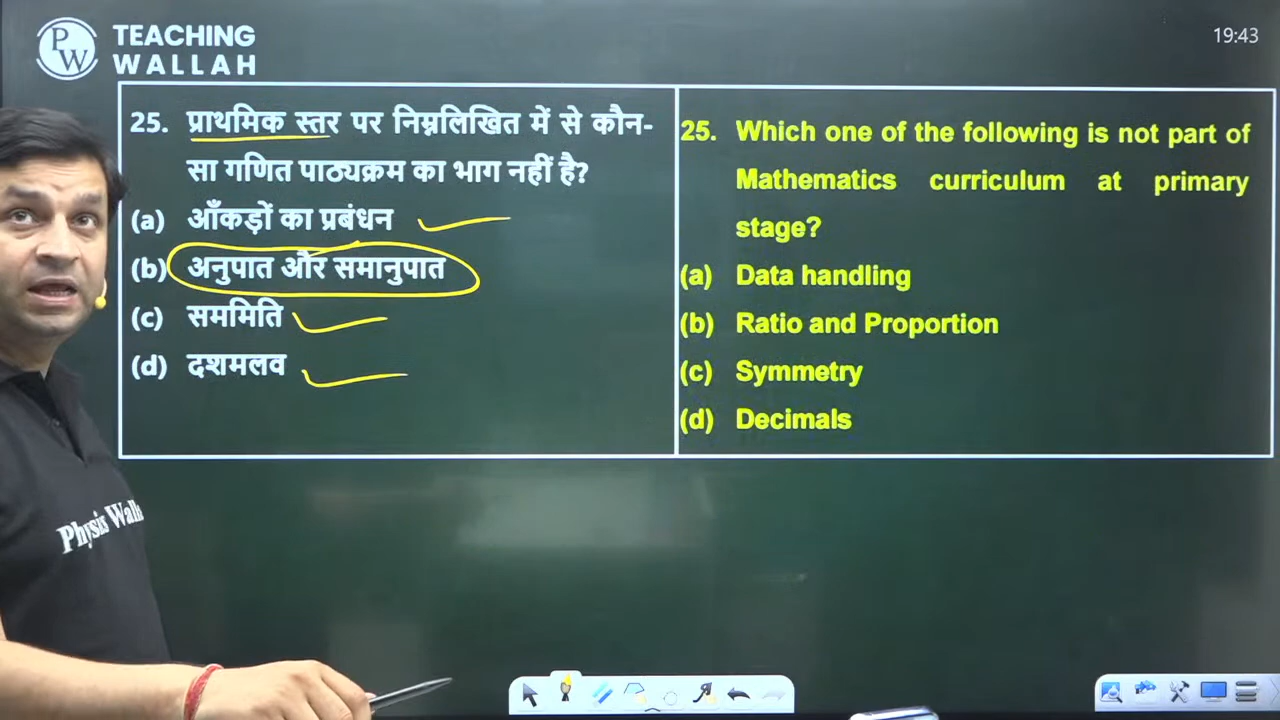 PW
TEACHING
WALLAH
19:43
25. प्राथमिक स्तर पर निम्नलिखित में से कौन-
सा गणित पाठ्यक्रम का भाग नहीं है?
(a) आँकड़ों का प्रबंधन
(b) अनुपात और समानुपात
(c) सममिति
(d) दशमलव
25. Which one of the following is not part of
Mathematics curriculum at primary
stage?
(a) Data handling
(b) Ratio and Proportion
(c) Symmetry
(d) Decimals
Physics Walla